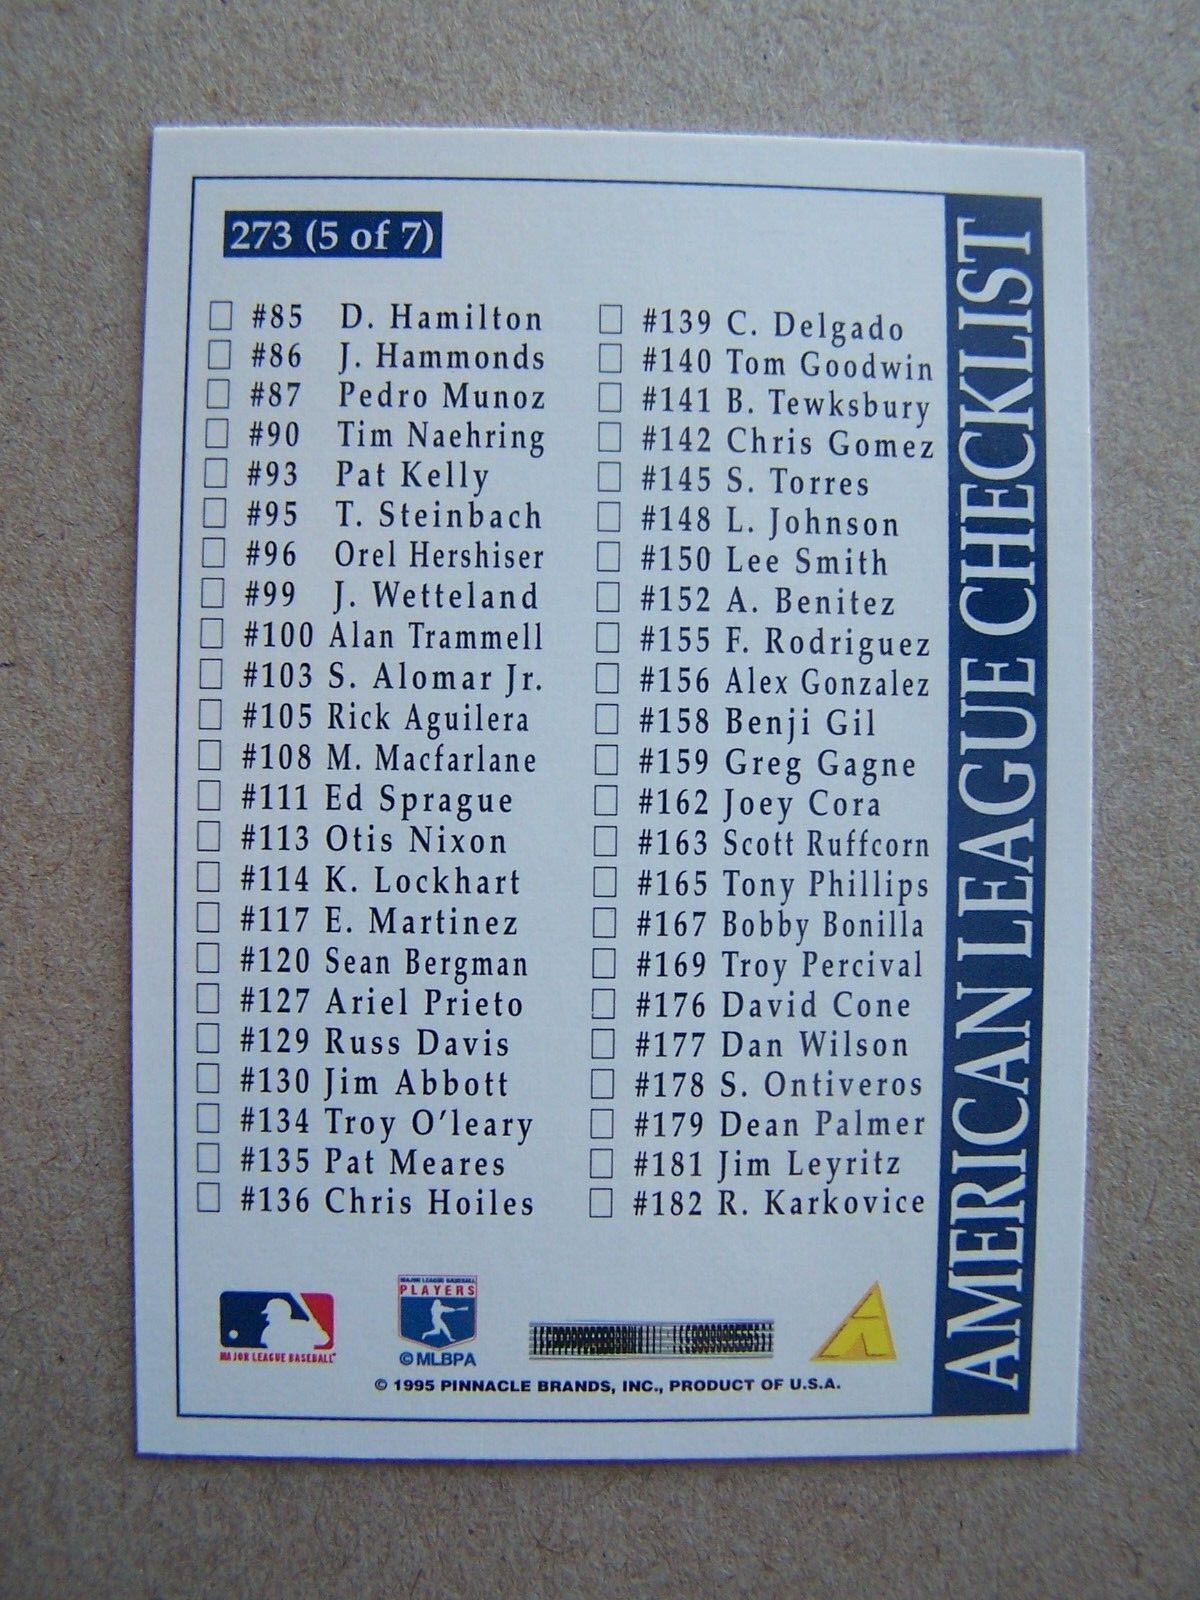 273 (5 of 7)
#85 D. Hamilton
#86 J. Hammonds
#87 Pedro Munoz
#90 Tim Naehring
#93 Pat Kelly
#95 T. Steinbach
#96 Orel Hershiser
#99 J. Wetteland
#100 Alan Trammell
#103 S. Alomar Jr.
#105 Rick Aguilera
#108 M. Macfarlane
#111 Ed Sprague
#113 Otis Nixon
#114 K. Lockhart
#117 E. Martinez
#120 Sean Bergman
#127 Ariel Prieto
#129 Russ Davis
#130 Jim Abbott
#134 Troy O'leary
#135 Pat Meares
#136 Chris Hoiles
#139 C. Delgado
#140 Tom Goodwin
#141 B. Tewksbury
#142 Chris Gomez
#145 S. Torres
#148 L. Johnson
#150 Lee Smith
#152 A. Benitez
#155 F. Rodriguez
#156 Alex Gonzalez
#158 Benji Gil
#159 Greg Gagne
#162 Joey Cora
#163 Scott Ruffcorn
#165 Tony Phillips
#167 Bobby Bonilla
#169 Troy Percival
#176 David Cone
#177 Dan Wilson
#178 S. Ontiveros
#179 Dean Palmer
#181 Jim Leyritz
#182 R. Karkovice
AMERICAN LEAGUE CHECKLIST
MAJOR LEAGUE BASEBALL
MAJOR LEAGUE BASEBALL
PLAYERS
© MLBPA
© 1995 PINNACLE BRANDS, INC., PRODUCT OF U.S.A.